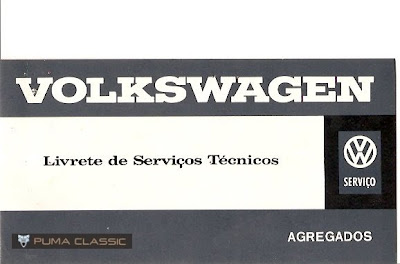 VOLKSWAGEN
Livrete de Serviços Técnicos
VW
SERVIÇO
PUMA CLASSIC
AGREGADOS